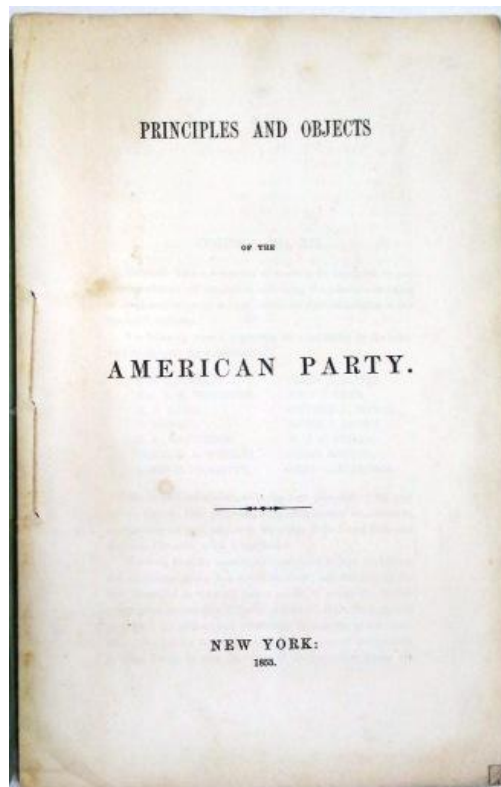 PRINCIPLES AND OBJECTS
OF THE
AMERICAN PARTY.
NEW YORK:
1855.